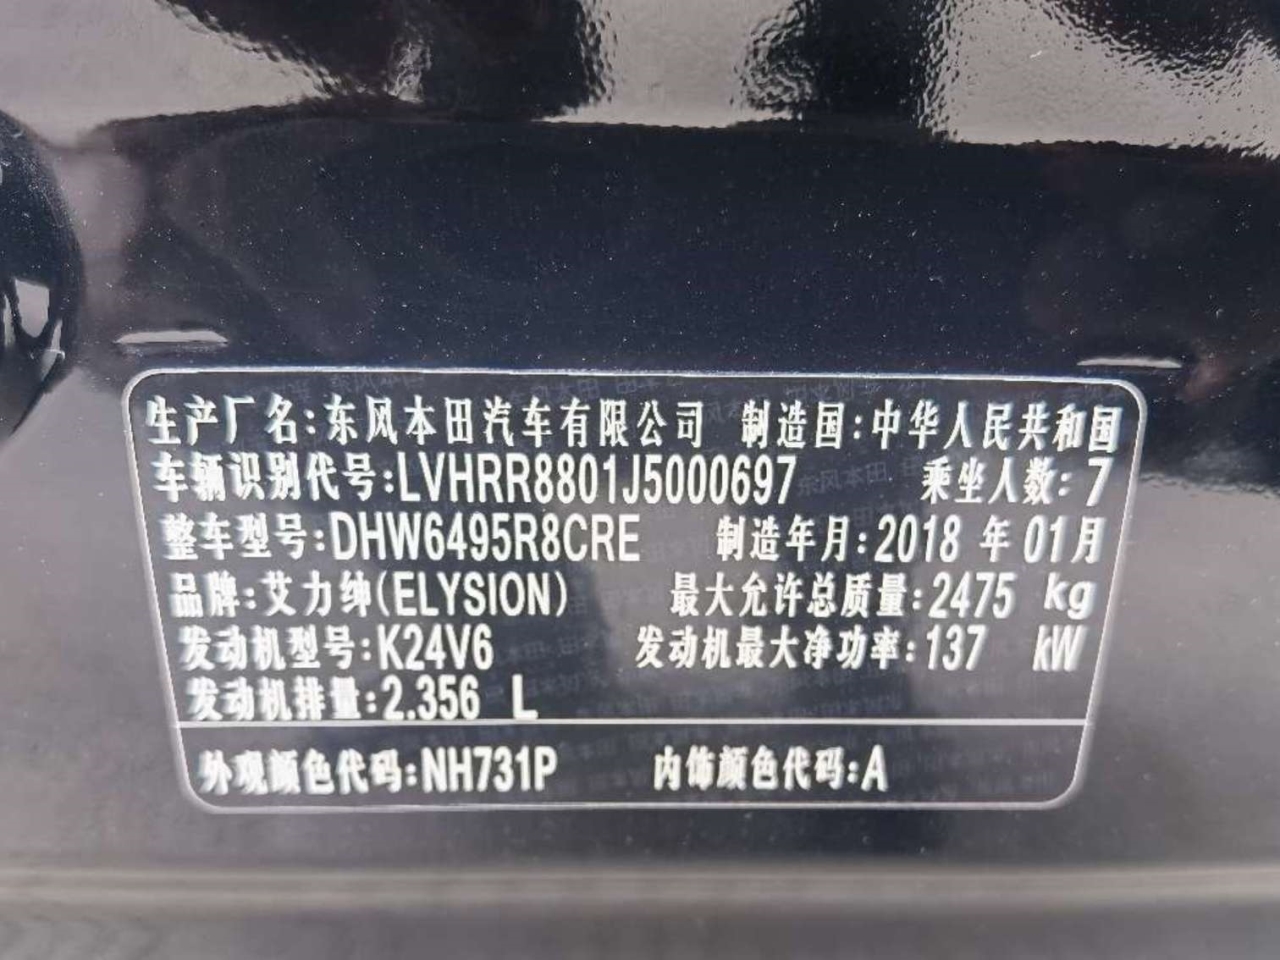 生产厂名:东风本田汽车有限公司 制造国:中华人民共和国
车辆识别代号:LVHRR8801J5000697 乘坐人数:7
整车型号:DHW6495R8CRE 制造年月:2018 年 01月
品牌:艾力绅(ELYSION) 最大允许总质量:2475 kg
发动机型号:K24V6 发动机最大净功率:137 kW
发动机排量:2.356 L
外观颜色代码:NH731P 内饰颜色代码:A